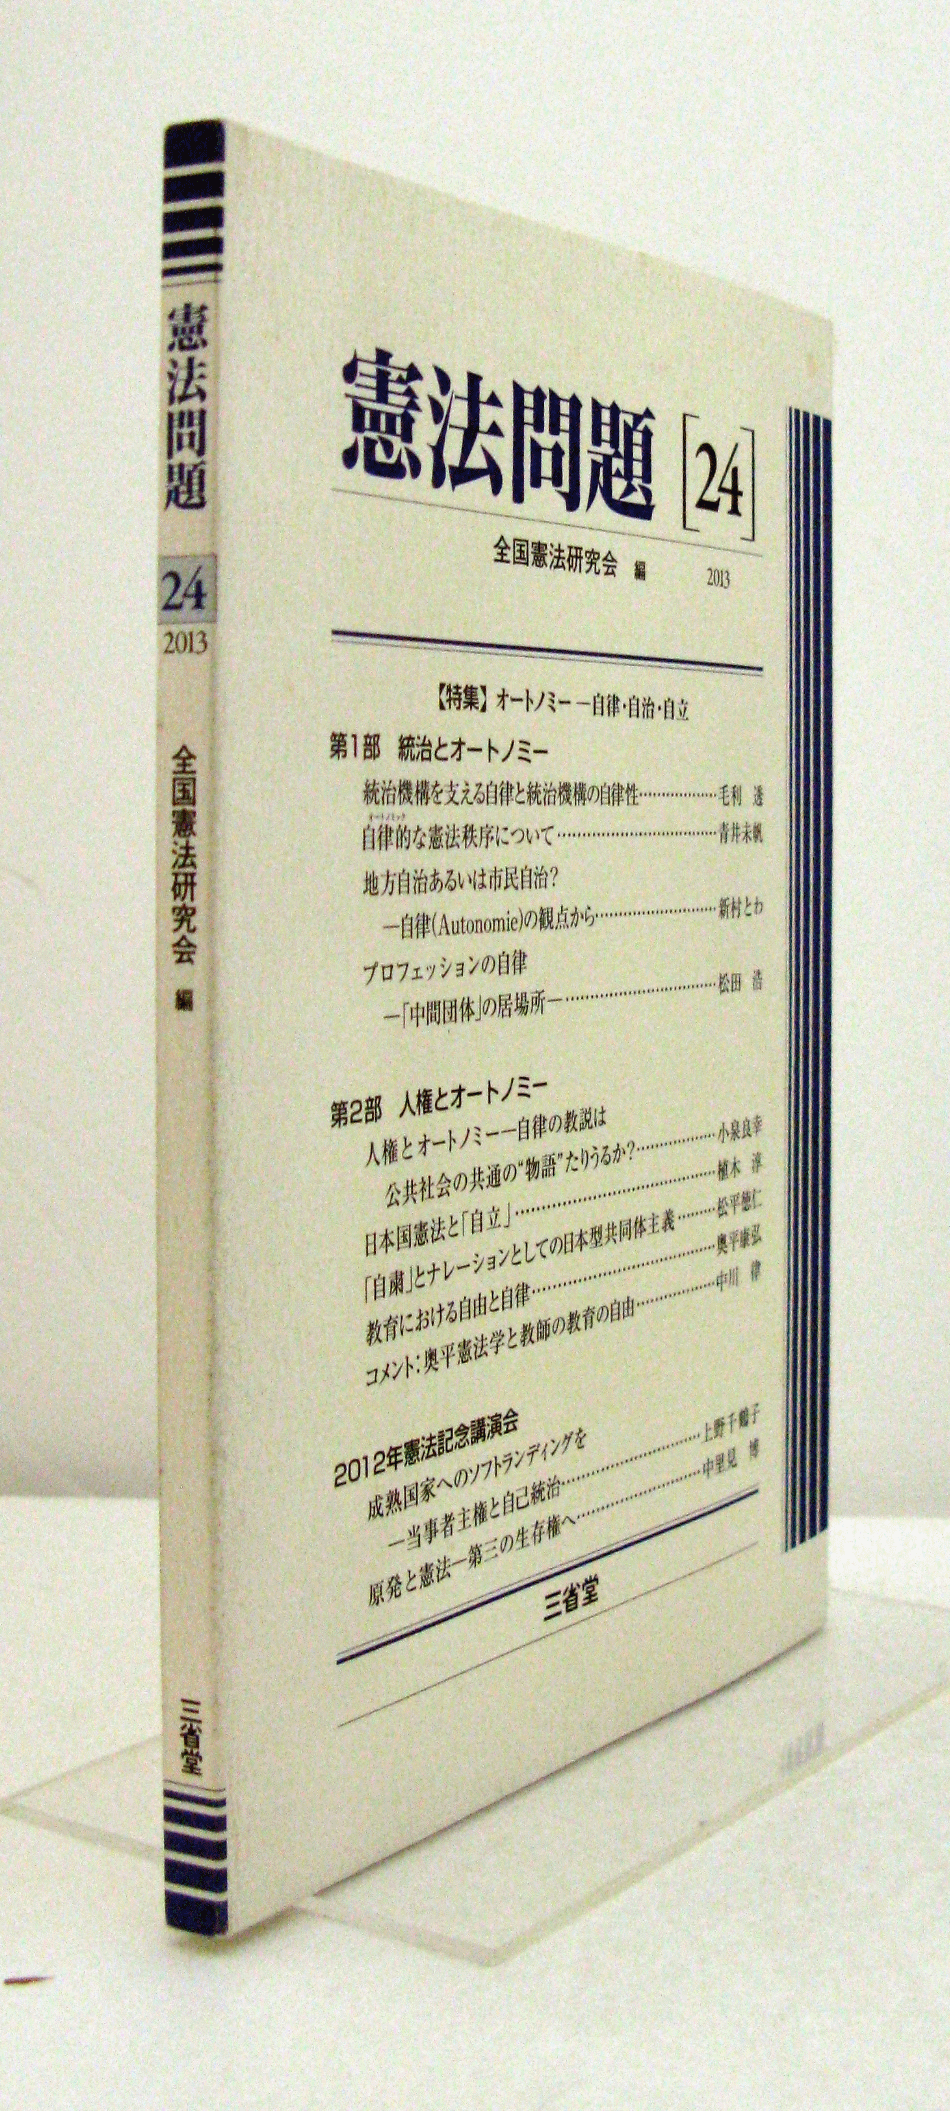 憲法問題
24
2013
全国憲法研究会 編
三省堂
憲法問題 [24]
全国憲法研究会 編 2013
【特集】オートノミー―自律・自治・自立
第1部 統治とオートノミー
統治機構を支える自律と統治機構の自律性………………毛利 透
オートノミック
自律的な憲法秩序について………………青井未帆
地方自治あるいは市民自治?
―自律(Autonomie)の観点から………………新村とわ
プロフェッションの自律
―「中間団体」の居場所―………………松田 浩
第2部 人権とオートノミー
人権とオートノミー―自律の教説は
公共社会の共通の“物語”たりうるか?………………小泉良幸
日本国憲法と「自立」………………植木 淳
「自粛」とナレーションとしての日本型共同体主義………松平徳仁
教育における自由と自律………………奥平康弘
コメント:奥平憲法学と教師の教育の自由………………中川 律
2012年憲法記念講演会
成熟国家へのソフトランディングを
―当事者主権と自己統治………………上野千鶴子
原発と憲法―第三の生存権へ………………中里見 博
三省堂